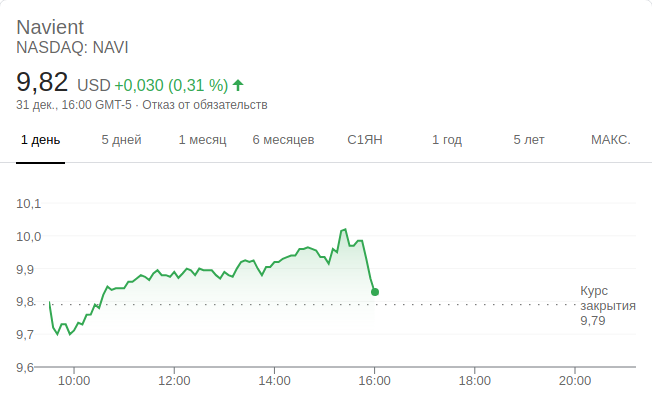 Navient
NASDAQ: NAVI
9,82 USD +0,030 (0,31 %) ↑
31 дек., 16:00 GMT-5 · Отказ от обязательств
1 день 5 дней 1 месяц 6 месяцев С1ЯН 1 год 5 лет МАКС.
10,1
10,0
9,9
9,8
9,7
9,6
Курс
закрытия
9,79
10:00 12:00 14:00 16:00 18:00 20:00